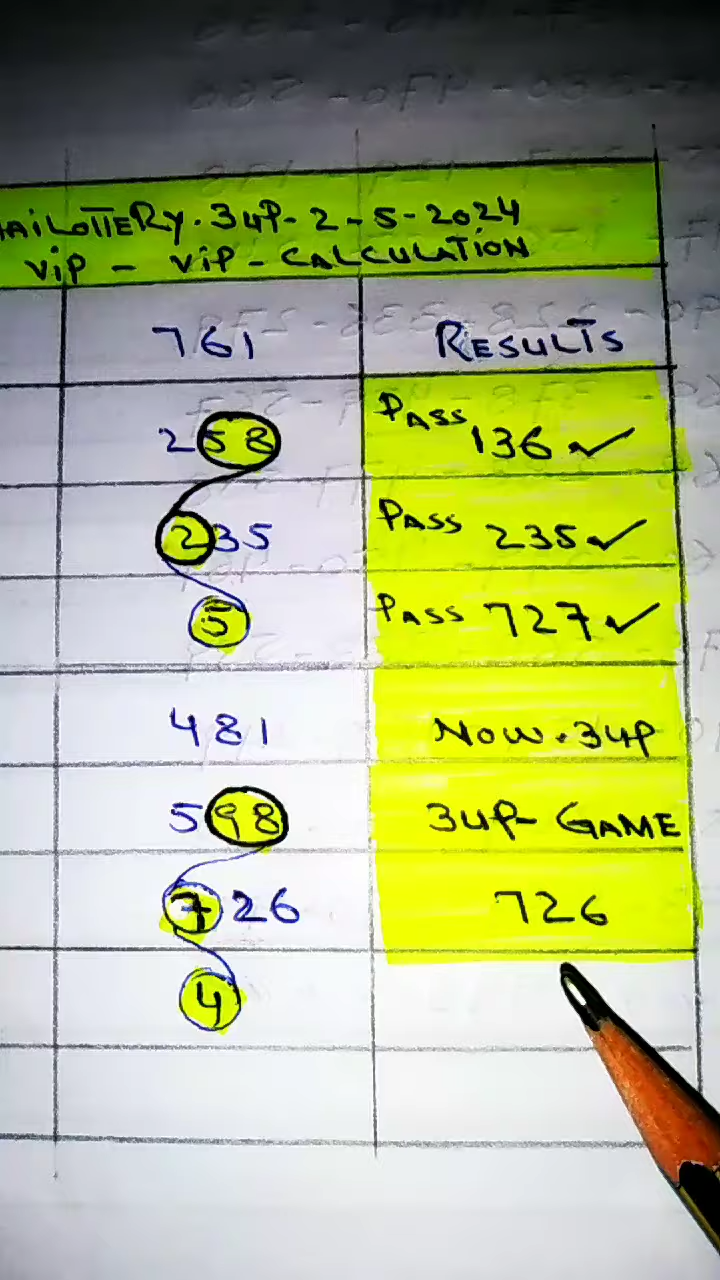 AILOTTERY.3UP-2-5-2024
VIP - VIP-CALCULATION
761 RESULTS
258 PASS 136 ✓
235 PASS 235 ✓
5 PASS 727 ✓
481 NOW.3UP
598 3UP-GAME
726 726
4